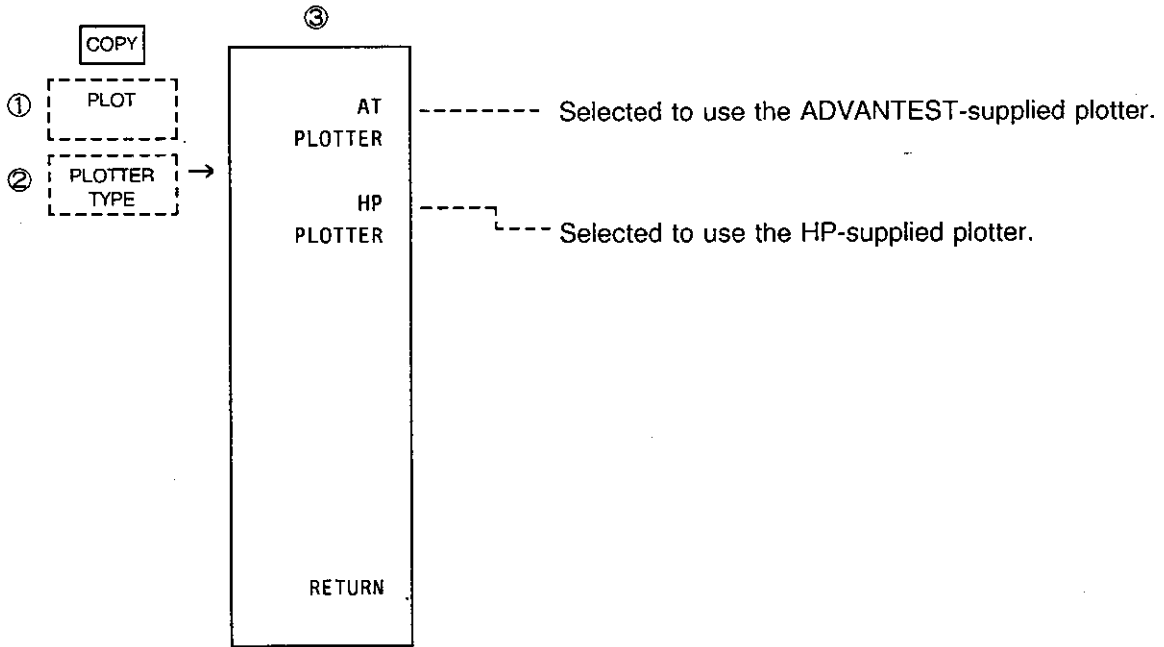 ③
COPY
① PLOT
② PLOTTER
TYPE
→
AT
PLOTTER
Selected to use the ADVANTEST-supplied plotter.
HP
PLOTTER
Selected to use the HP-supplied plotter.
RETURN